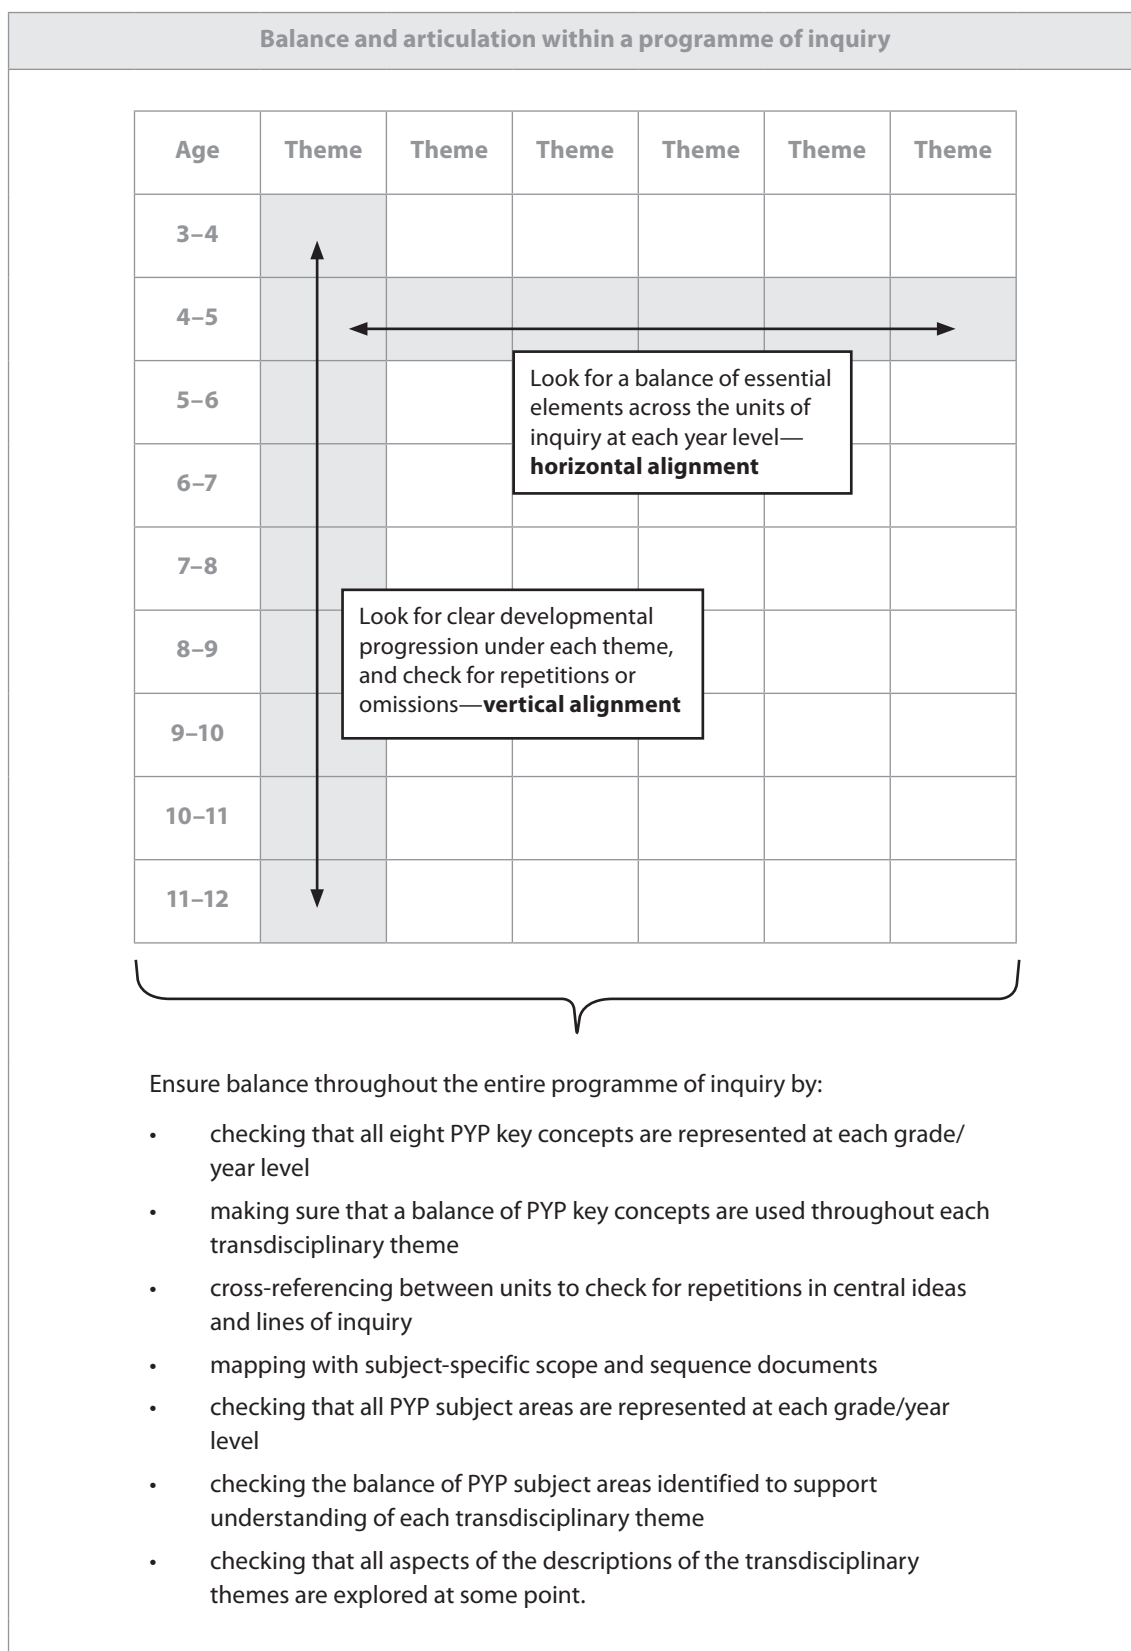 Balance and articulation within a programme of inquiry
Age Theme Theme Theme Theme Theme Theme
3–4
4–5
Look for a balance of essential
elements across the units of
inquiry at each year level—
horizontal alignment
5–6
6–7
7–8
Look for clear developmental
progression under each theme,
and check for repetitions or
omissions—vertical alignment
8–9
9–10
10–11
11–12
Ensure balance throughout the entire programme of inquiry by:
• checking that all eight PYP key concepts are represented at each grade/
year level
• making sure that a balance of PYP key concepts are used throughout each
transdisciplinary theme
• cross-referencing between units to check for repetitions in central ideas
and lines of inquiry
• mapping with subject-specific scope and sequence documents
• checking that all PYP subject areas are represented at each grade/year
level
• checking the balance of PYP subject areas identified to support
understanding of each transdisciplinary theme
• checking that all aspects of the descriptions of the transdisciplinary
themes are explored at some point.